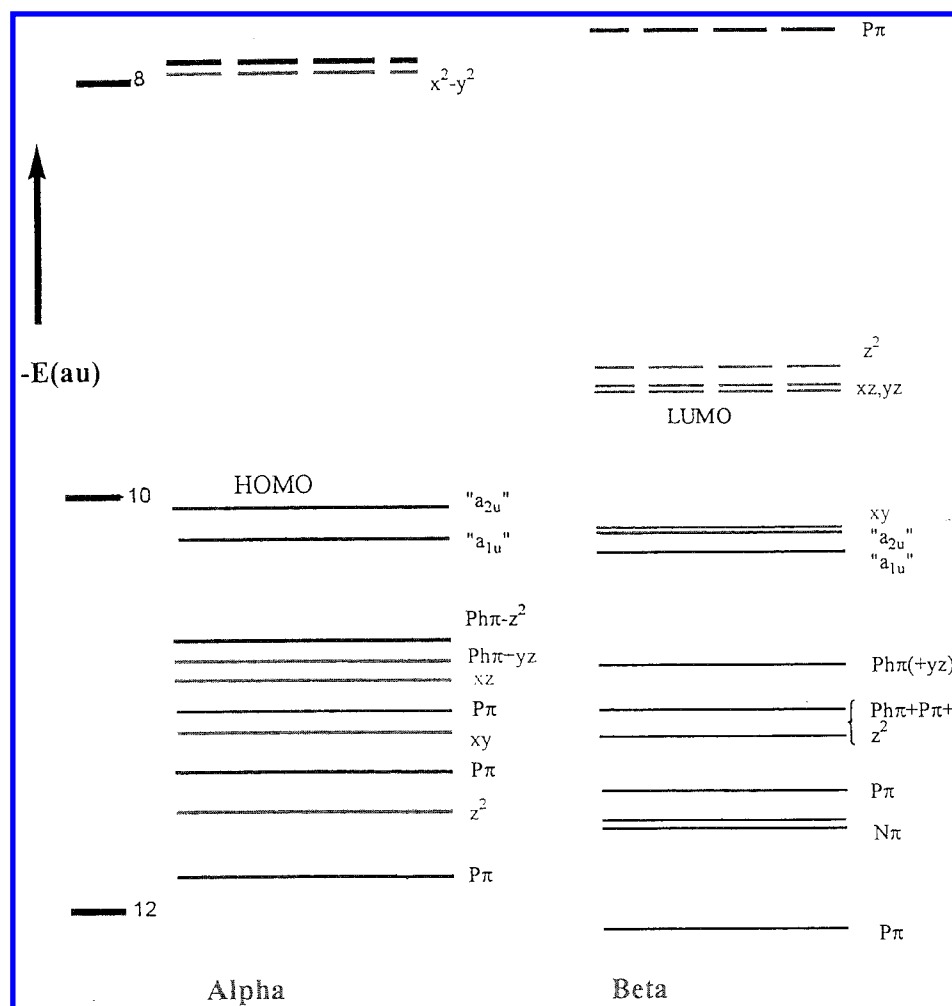 Pπ
8
x²-y²
-E(au)
z²
xz,yz
LUMO
10
HOMO
"a₂ᵤ"
xy
"a₂ᵤ"
"a₁ᵤ"
"a₁ᵤ"
Phπ-z²
Phπ-yz
xz
Phπ(+yz)
Pπ
Phπ+Pπ+
xy
z²
Pπ
Pπ
z²
Nπ
Pπ
12
Pπ
Alpha
Beta